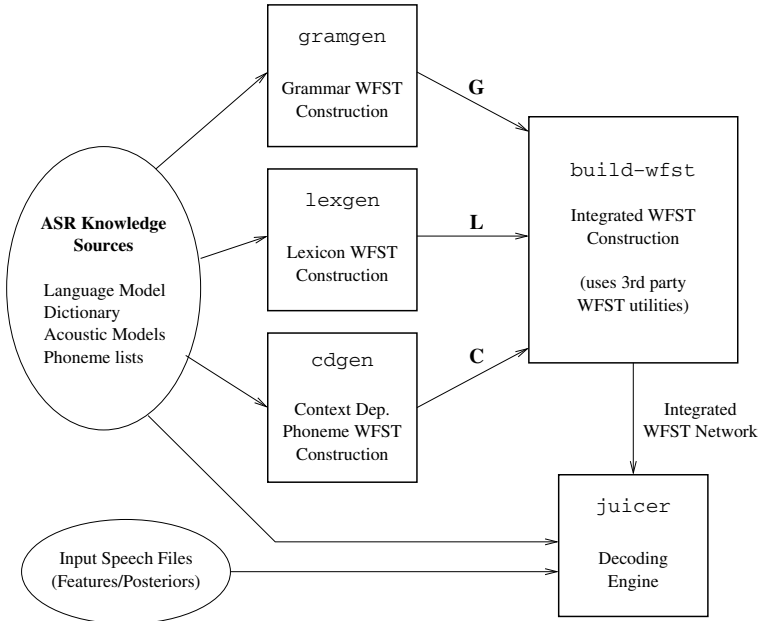 gramgen
Grammar WFST
Construction
G
build-wfst
Integrated WFST
Construction
(uses 3rd party
WFST utilities)
lexgen
Lexicon WFST
Construction
L
ASR Knowledge
Sources
Language Model
Dictionary
Acoustic Models
Phoneme lists
cdgen
Context Dep.
Phoneme WFST
Construction
C
Integrated
WFST Network
juicer
Decoding
Engine
Input Speech Files
(Features/Posteriors)